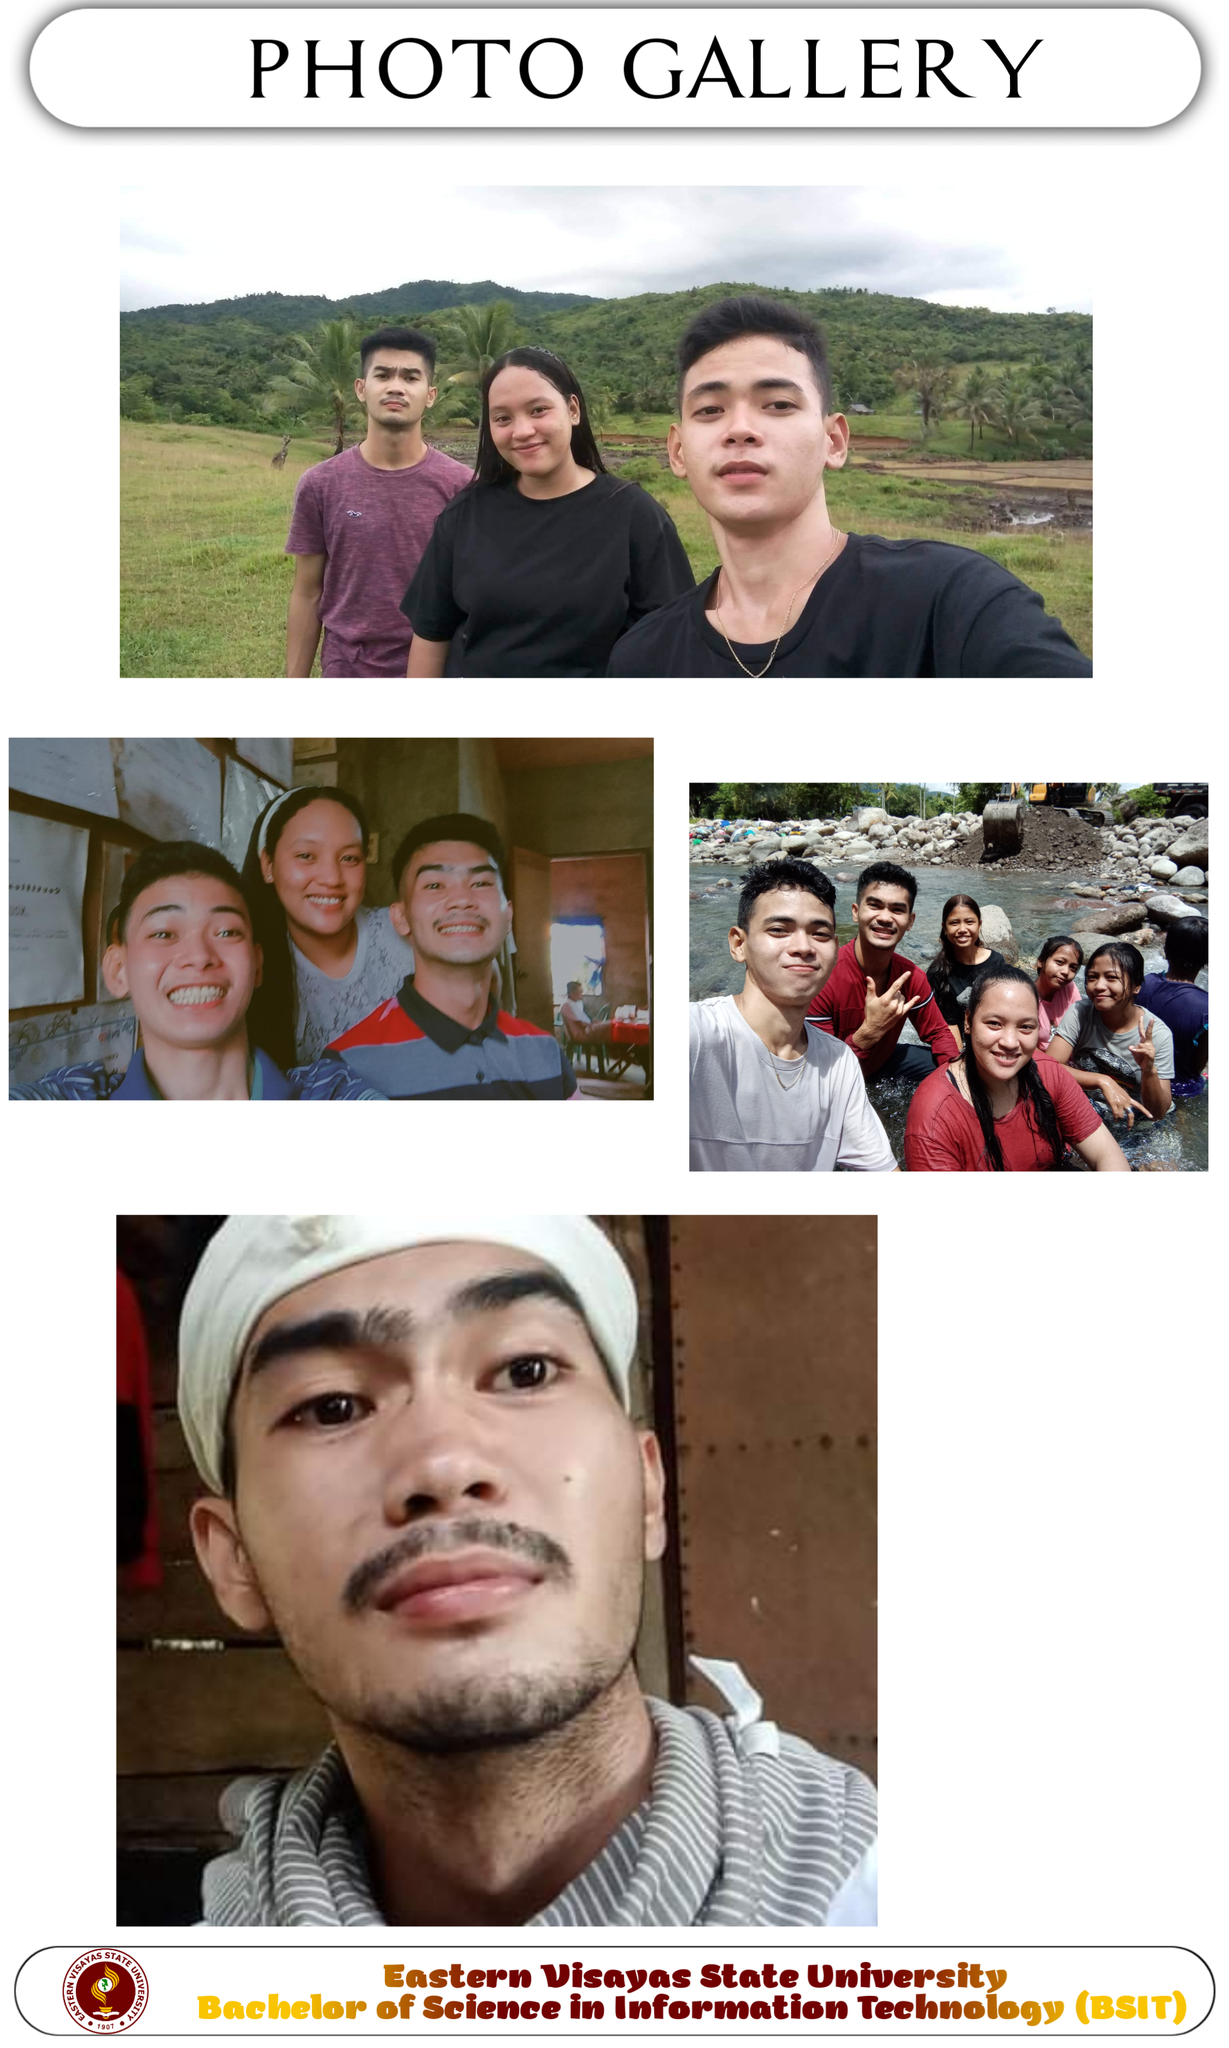 PHOTO GALLERY
EASTERN VISAYAS STATE UNIVERSITY
• 1907 •
Eastern Visayas State University
Bachelor of Science in Information Technology (BSIT)